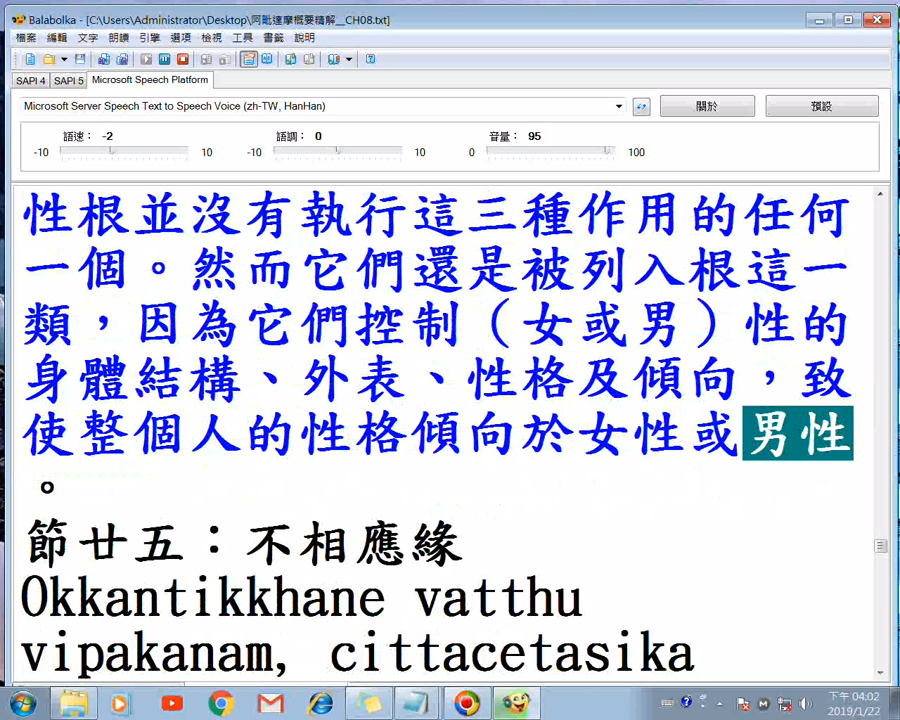 Balabolka - [C:\Users\Administrator\Desktop\阿毗達摩概要精解__CH08.txt]
檔案 編輯 文字 朗讀 引擎 選項 檢視 工具 書籤 說明
SAPI 4 SAPI 5 Microsoft Speech Platform
Microsoft Server Speech Text to Speech Voice (zh-TW, HanHan) 關於 預設
語速： -2 語調： 0 音量： 95
-10 10 -10 10 0 100
性根並沒有執行這三種作用的任何
一個。然而它們還是被列入根這一
類，因為它們控制（女或男）性的
身體結構、外表、性格及傾向，致
使整個人的性格傾向於女性或男性
。
節廿五：不相應緣
Okkantikkhane vatthu
vipakanam, cittacetasika
下午 04:02
2019/1/22